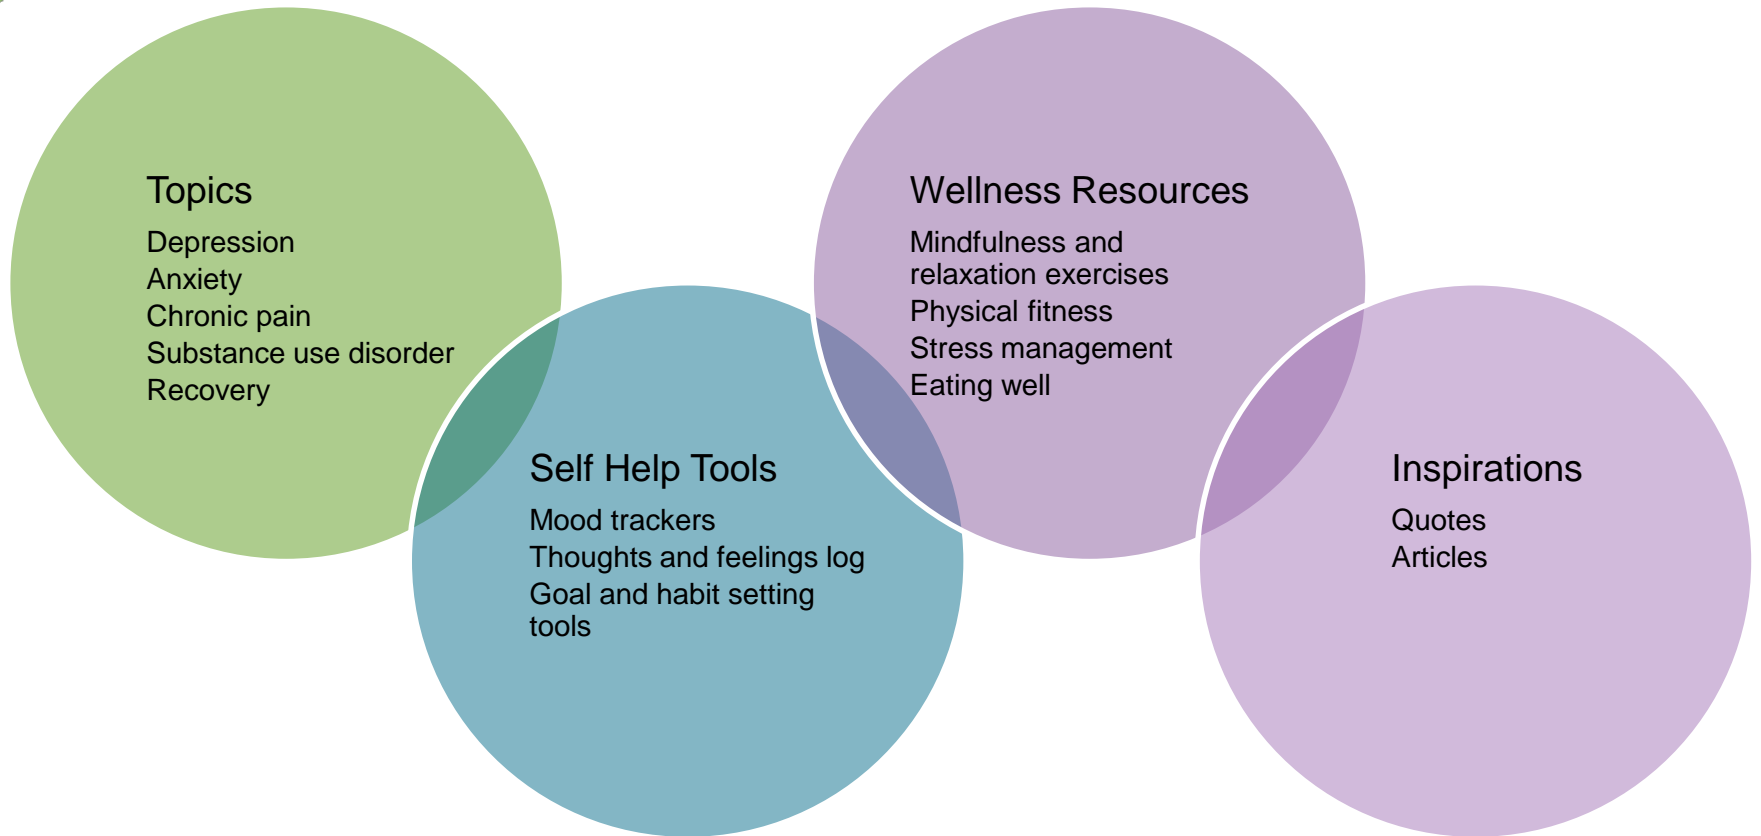 Topics
Depression
Anxiety
Chronic pain
Substance use disorder
Recovery
Self Help Tools
Mood trackers
Thoughts and feelings log
Goal and habit setting
tools
Wellness Resources
Mindfulness and
relaxation exercises
Physical fitness
Stress management
Eating well
Inspirations
Quotes
Articles